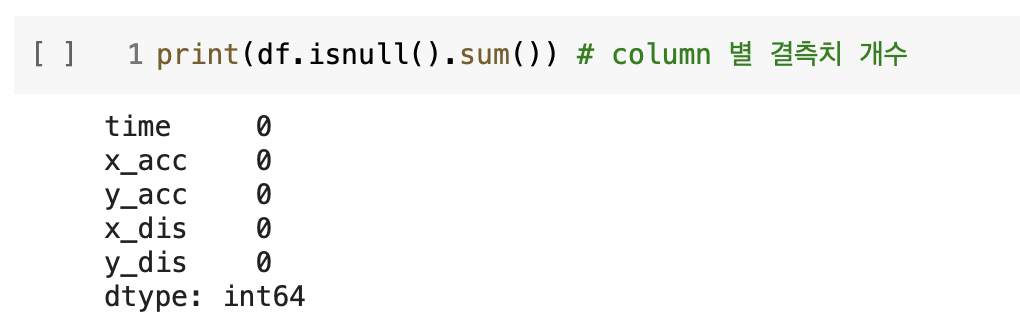 [ ] 1 print(df.isnull().sum()) # column 별 결측치 개수
time 0
x_acc 0
y_acc 0
x_dis 0
y_dis 0
dtype: int64